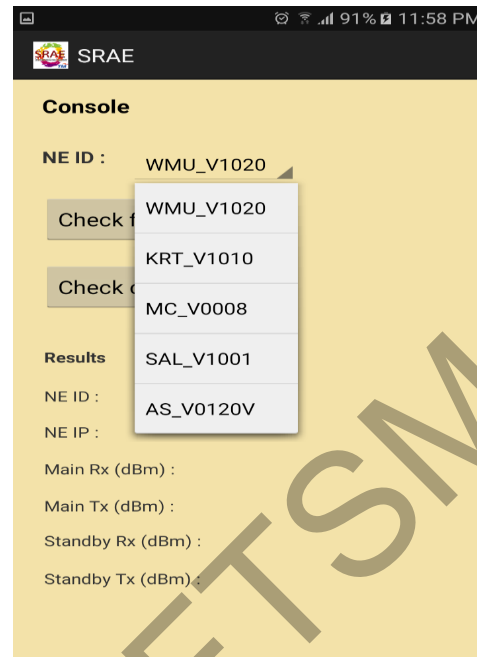 91% 11:58 PM
SRAE
SRAE
Console
NE ID :
WMU_V1020
WMU_V1020
Check f
KRT_V1010
Check
MC_V0008
Results
SAL_V1001
NE ID :
AS_V0120V
NE IP :
Main Rx (dBm) :
Main Tx (dBm) :
Standby Rx (dBm) :
Standby Tx (dBm) :
ETSM